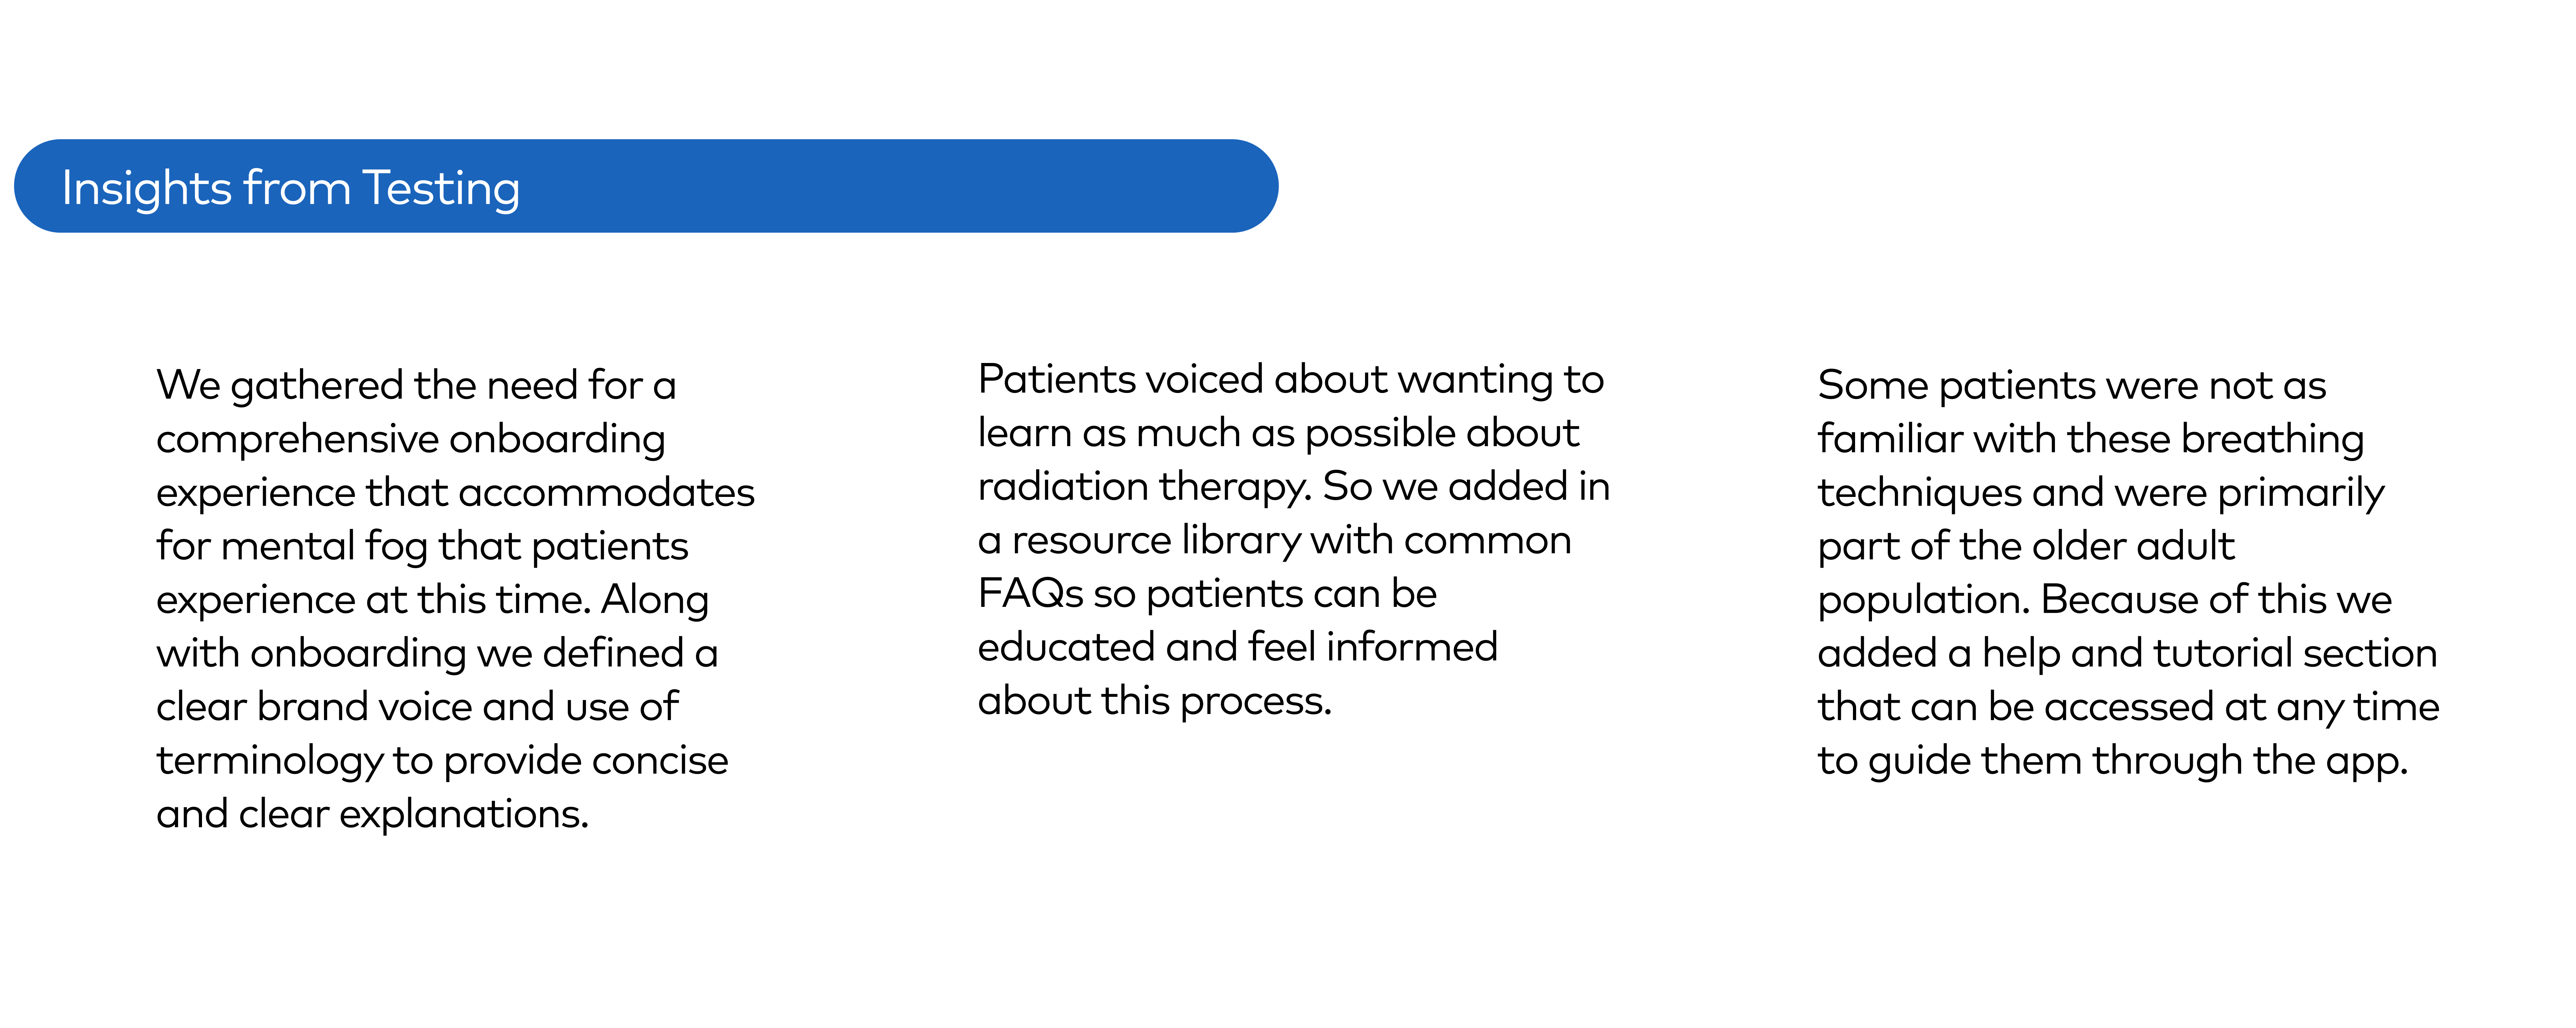 Insights from Testing
We gathered the need for a
comprehensive onboarding
experience that accommodates
for mental fog that patients
experience at this time. Along
with onboarding we defined a
clear brand voice and use of
terminology to provide concise
and clear explanations.
Patients voiced about wanting to
learn as much as possible about
radiation therapy. So we added in
a resource library with common
FAQs so patients can be
educated and feel informed
about this process.
Some patients were not as
familiar with these breathing
techniques and were primarily
part of the older adult
population. Because of this we
added a help and tutorial section
that can be accessed at any time
to guide them through the app.